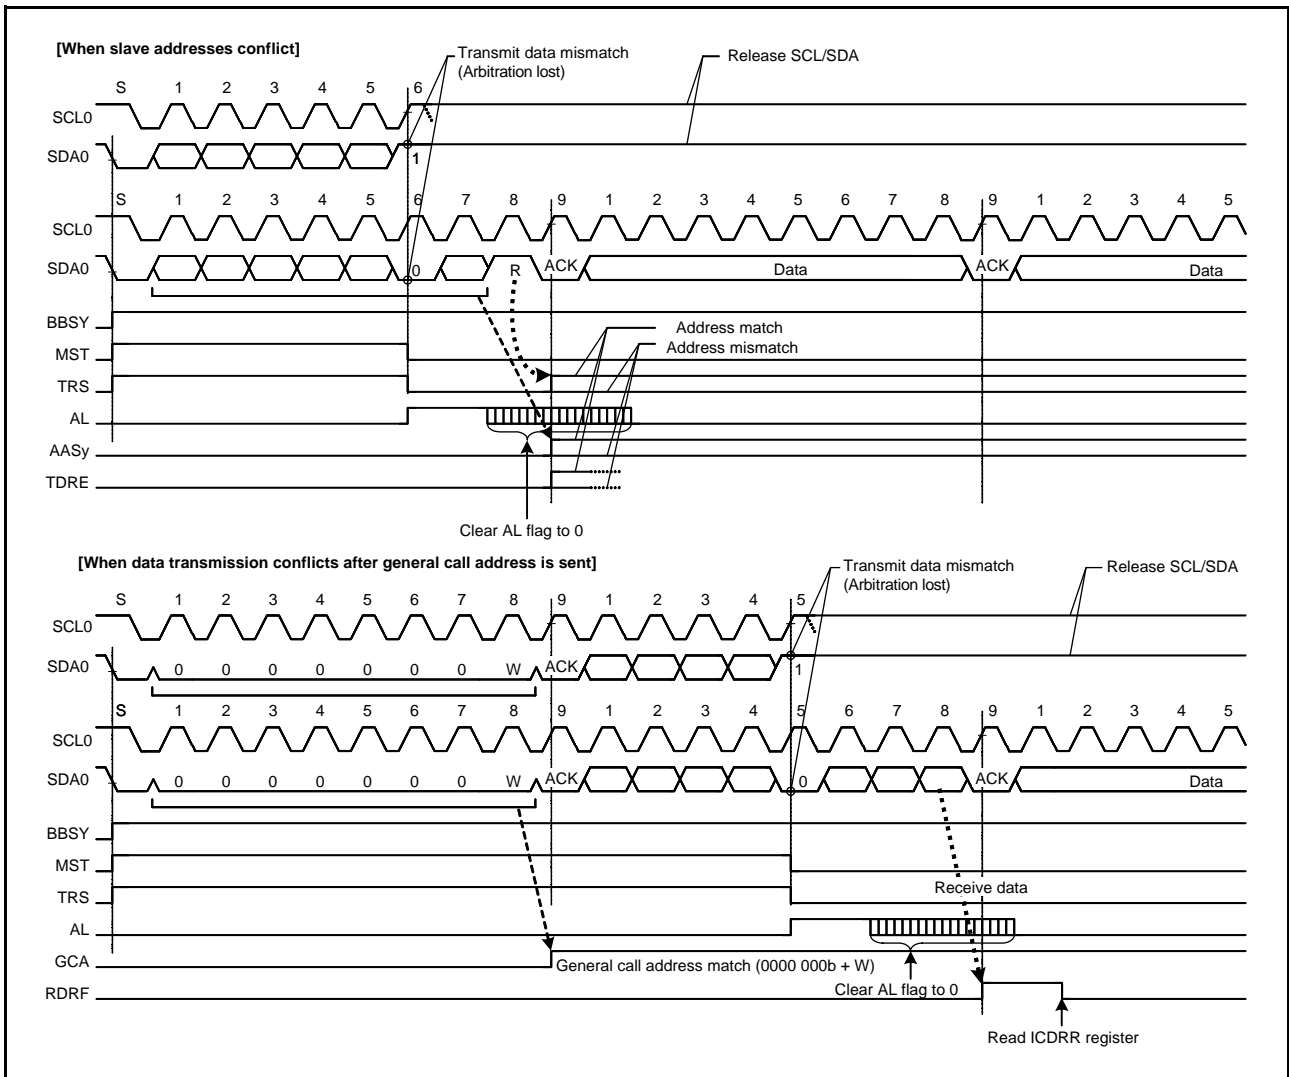 [When slave addresses conflict]
Transmit data mismatch
(Arbitration lost)
Release SCL/SDA
S 1 2 3 4 5 6
SCL0
SDA0 1
S 1 2 3 4 5 6 7 8 9 1 2 3 4 5 6 7 8 9 1 2 3 4 5
SCL0
SDA0 0 R ACK Data ACK Data
BBSY
Address match
MST
Address mismatch
TRS
AL
AASy
TDRE
Clear AL flag to 0
[When data transmission conflicts after general call address is sent]
Transmit data mismatch
(Arbitration lost)
Release SCL/SDA
S 1 2 3 4 5 6 7 8 9 1 2 3 4 5
SCL0
SDA0 0 0 0 0 0 0 0 W ACK 1
S 1 2 3 4 5 6 7 8 9 1 2 3 4 5 6 7 8 9 1 2 3 4 5
SCL0
SDA0 0 0 0 0 0 0 0 W ACK 0 ACK Data
BBSY
MST
TRS
Receive data
AL
GCA
General call address match (0000 000b + W)
Clear AL flag to 0
RDRF
Read ICDRR register